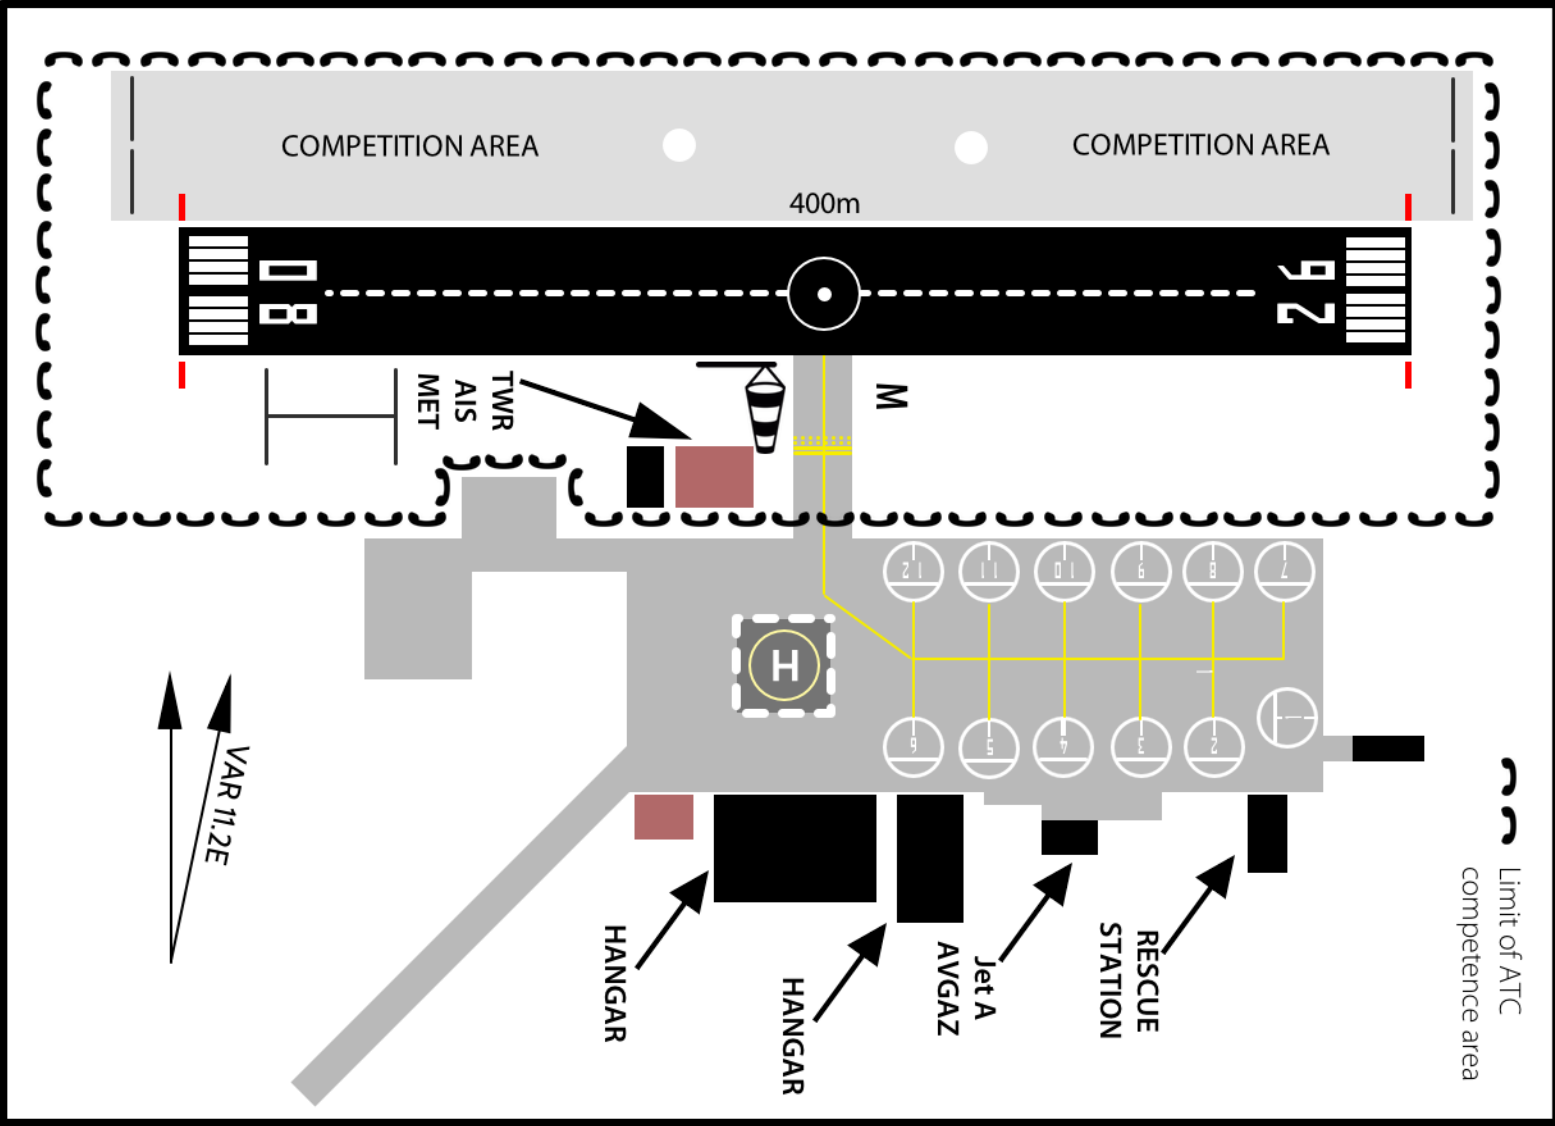 COMPETITION AREA
COMPETITION AREA
400m
08
26
TWR
AIS
MET
M
12
11
10
9
8
7
H
6
5
4
3
2
1
VAR 11.2E
HANGAR
HANGAR
Jet A
AVGAZ
RESCUE
STATION
Limit of ATC
competence area